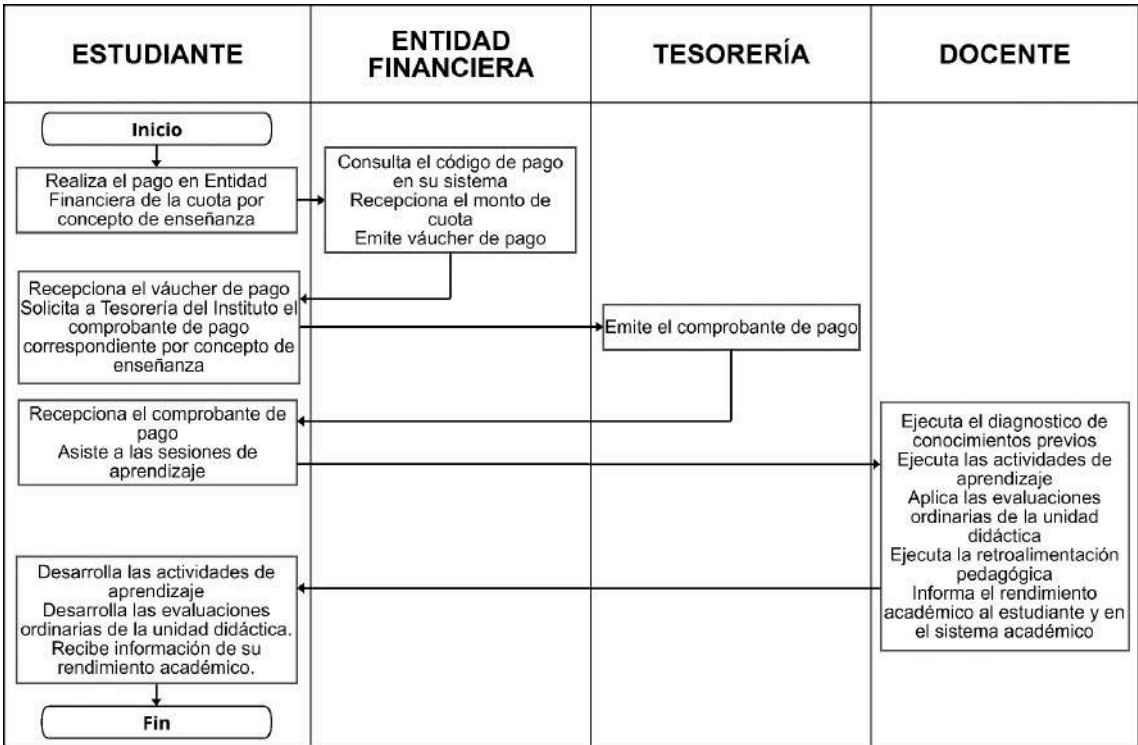 ESTUDIANTE
ENTIDAD
FINANCIERA
TESORERÍA
DOCENTE
Inicio
Realiza el pago en Entidad
Financiera de la cuota por
concepto de enseñanza
Consulta el código de pago
en su sistema
Recepciona el monto de
cuota
Emite váucher de pago
Recepciona el váucher de pago
Solicita a Tesorería del Instituto el
comprobante de pago
correspondiente por concepto de
enseñanza
Emite el comprobante de pago
Recepciona el comprobante de
pago
Asiste a las sesiones de
aprendizaje
Ejecuta el diagnostico de
conocimientos previos
Ejecuta las actividades de
aprendizaje
Aplica las evaluaciones
ordinarias de la unidad
didáctica
Ejecuta la retroalimentación
pedagógica
Informa el rendimiento
académico al estudiante y en
el sistema académico
Desarrolla las actividades de
aprendizaje
Desarrolla las evaluaciones
ordinarias de la unidad didáctica.
Recibe información de su
rendimiento académico.
Fin